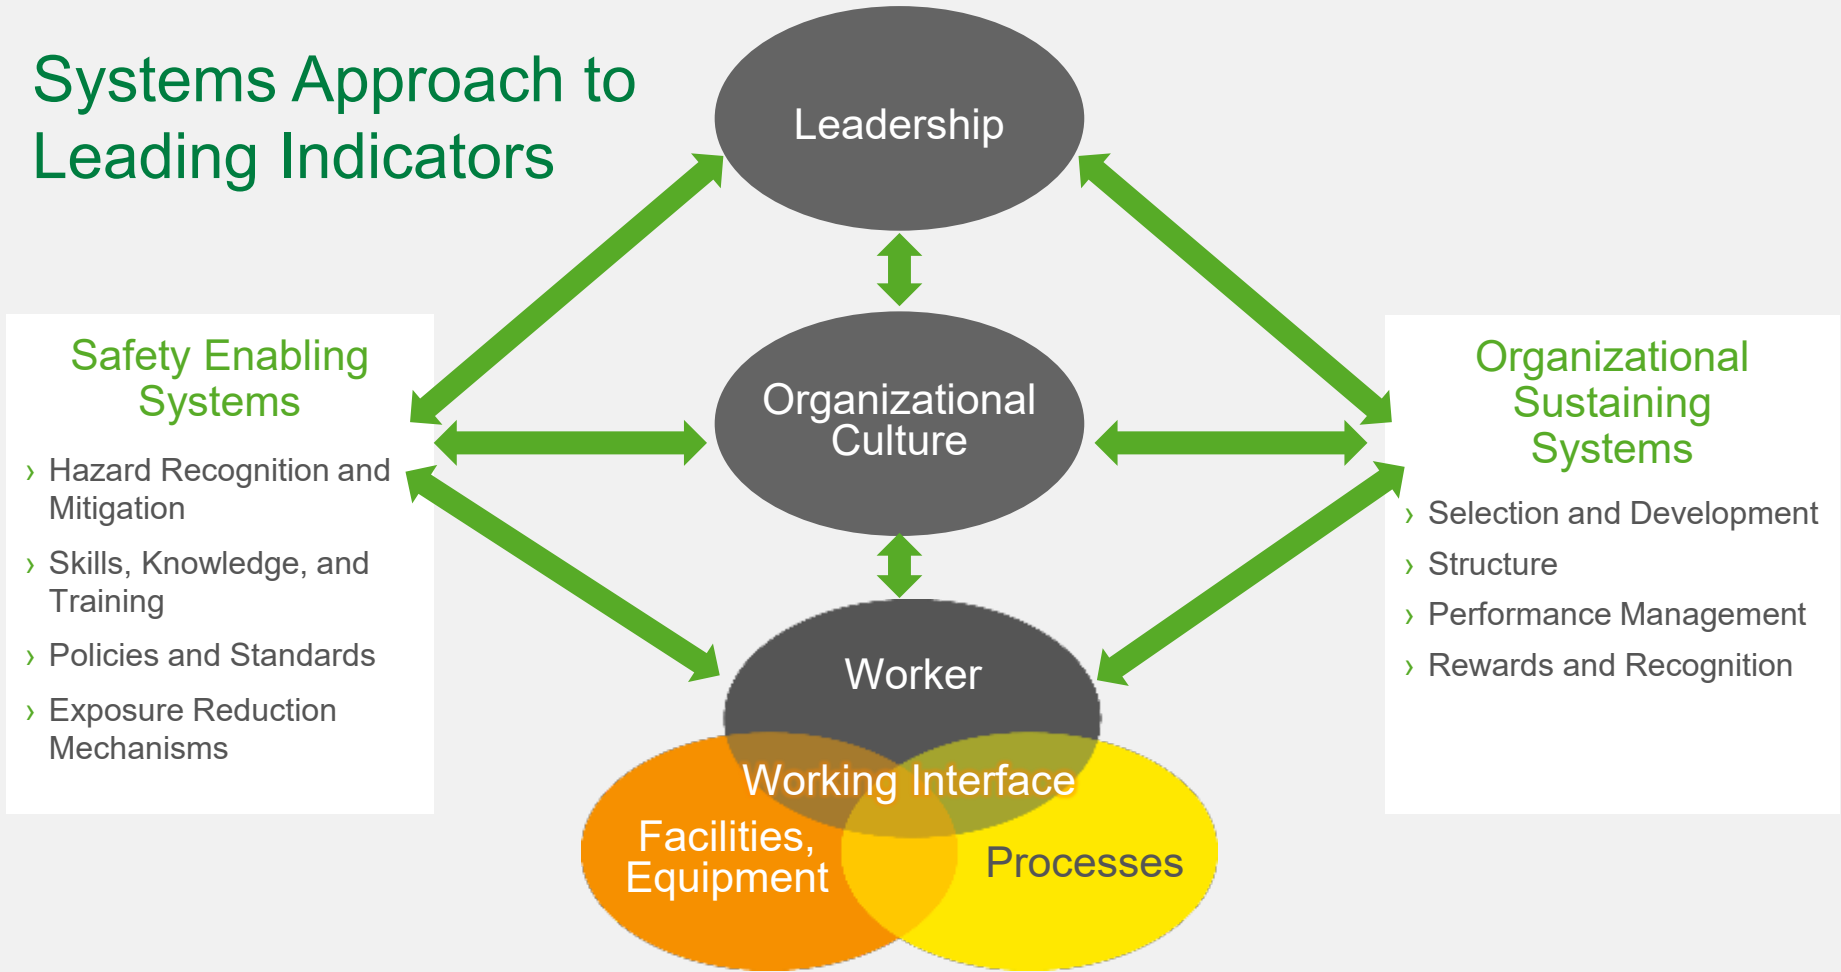 Systems Approach to
Leading Indicators
Leadership
Safety Enabling
Systems
› Hazard Recognition and
Mitigation
› Skills, Knowledge, and
Training
› Policies and Standards
› Exposure Reduction
Mechanisms
Organizational
Culture
Organizational
Sustaining
Systems
› Selection and Development
› Structure
› Performance Management
› Rewards and Recognition
Worker
Working Interface
Facilities,
Equipment
Processes